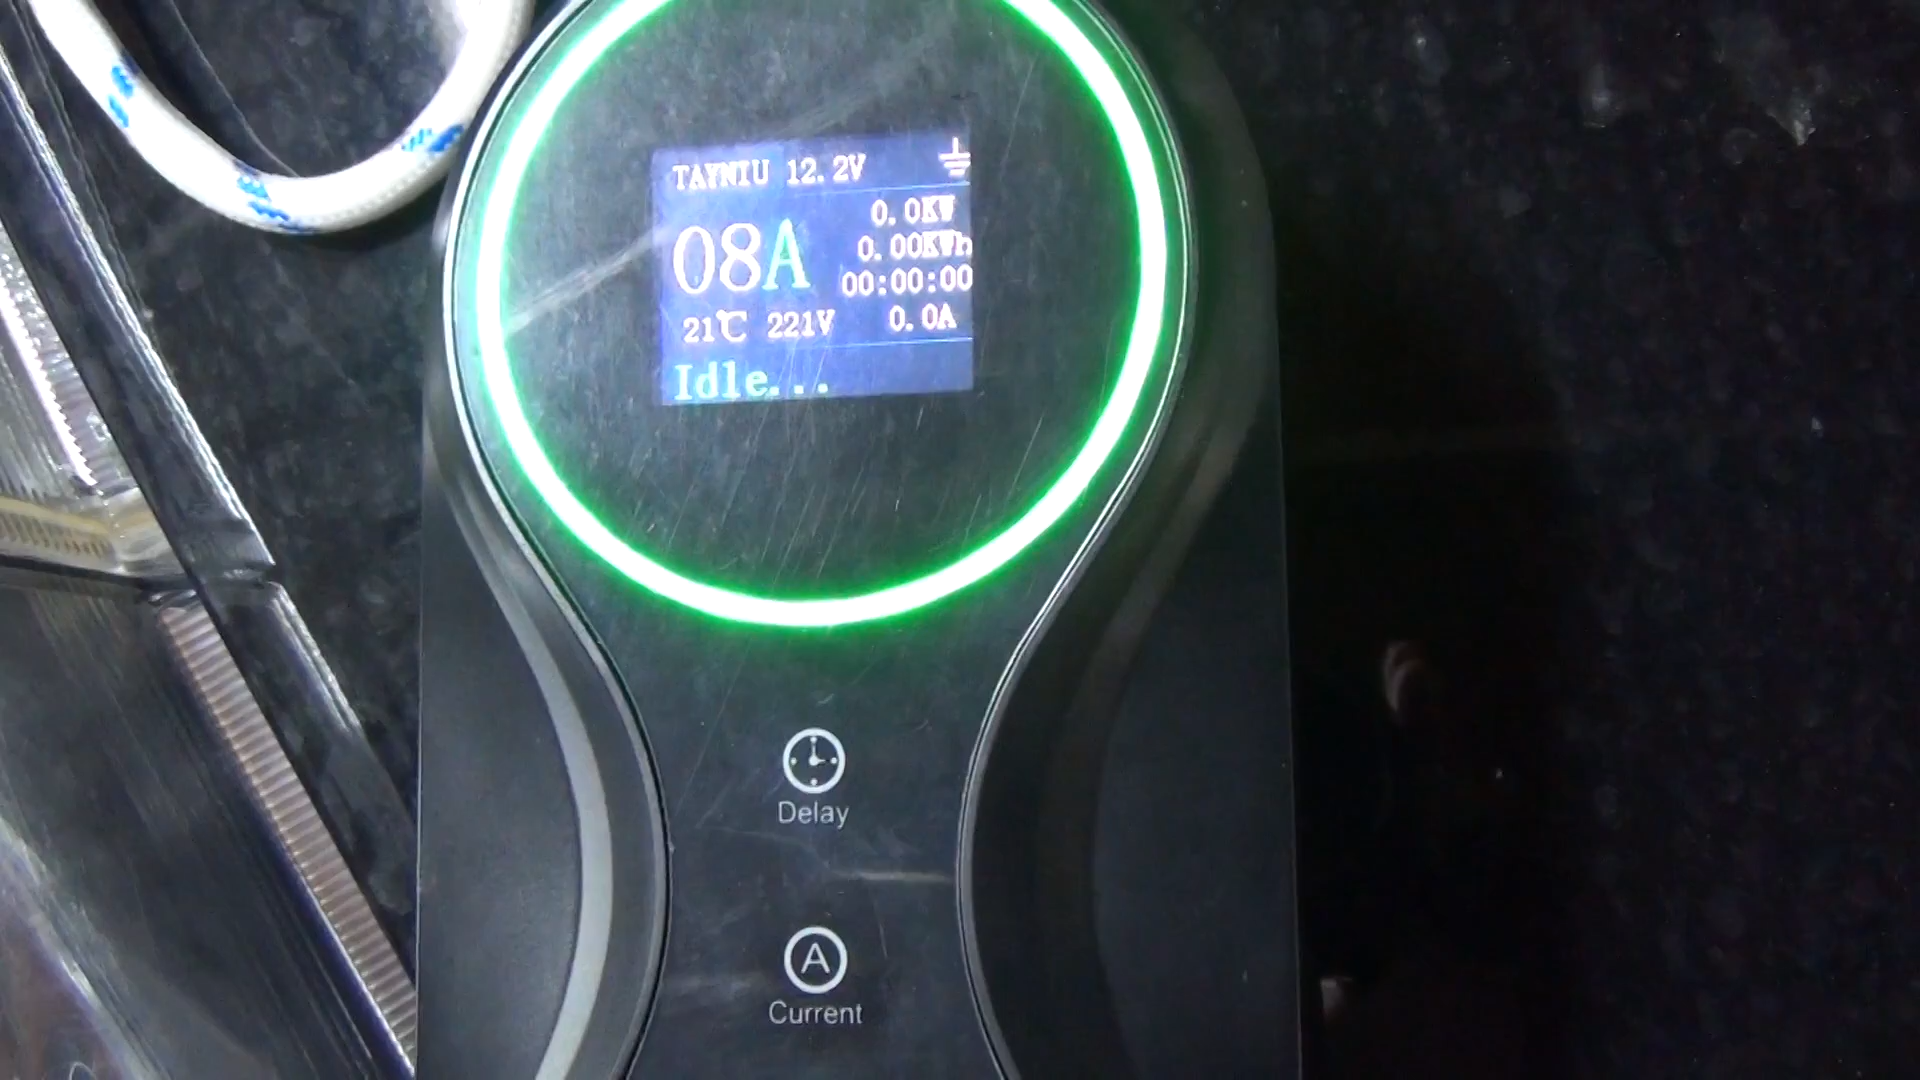 TAYNIU 12.2V
0.0KW
08A
0.00KWh
00:00:00
21℃ 221V 0.0A
Idle...
Delay
A
Current